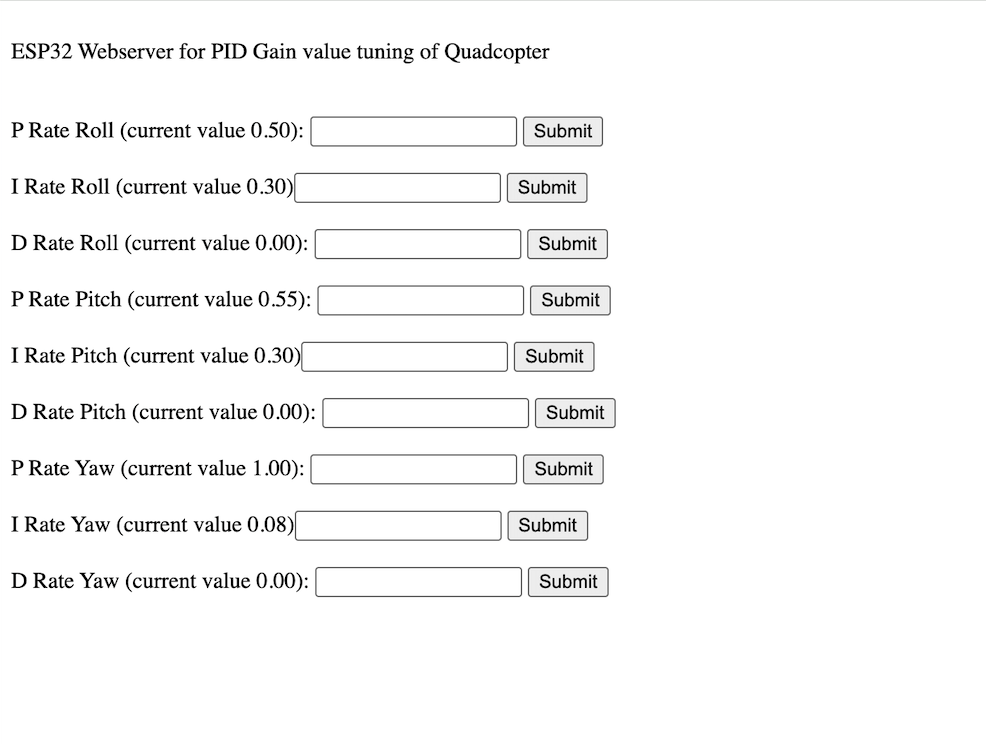 ESP32 Webserver for PID Gain value tuning of Quadcopter
P Rate Roll (current value 0.50): Submit
I Rate Roll (current value 0.30) Submit
D Rate Roll (current value 0.00): Submit
P Rate Pitch (current value 0.55): Submit
I Rate Pitch (current value 0.30) Submit
D Rate Pitch (current value 0.00): Submit
P Rate Yaw (current value 1.00): Submit
I Rate Yaw (current value 0.08) Submit
D Rate Yaw (current value 0.00): Submit